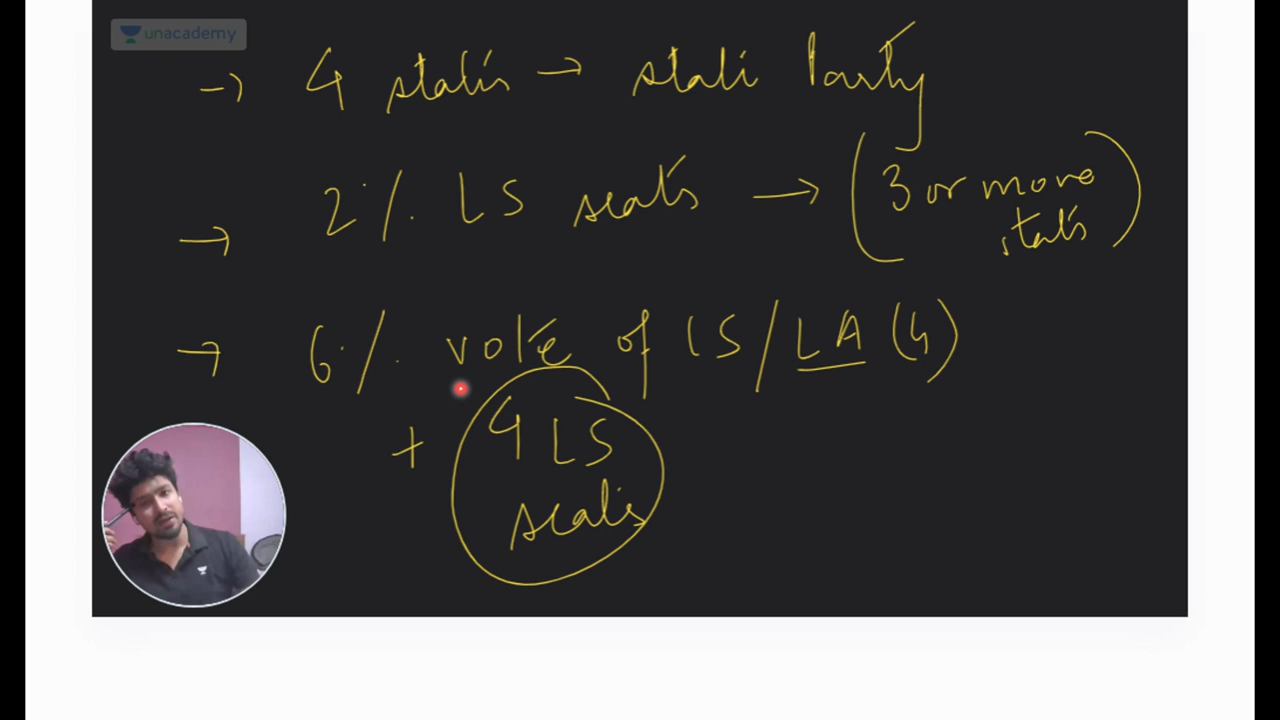 unacademy
→ 4 states → state Party
→ 2% LS seats → (3 or more states)
→ 6% vote of LS/LA (4)
+ 4 LS
seats